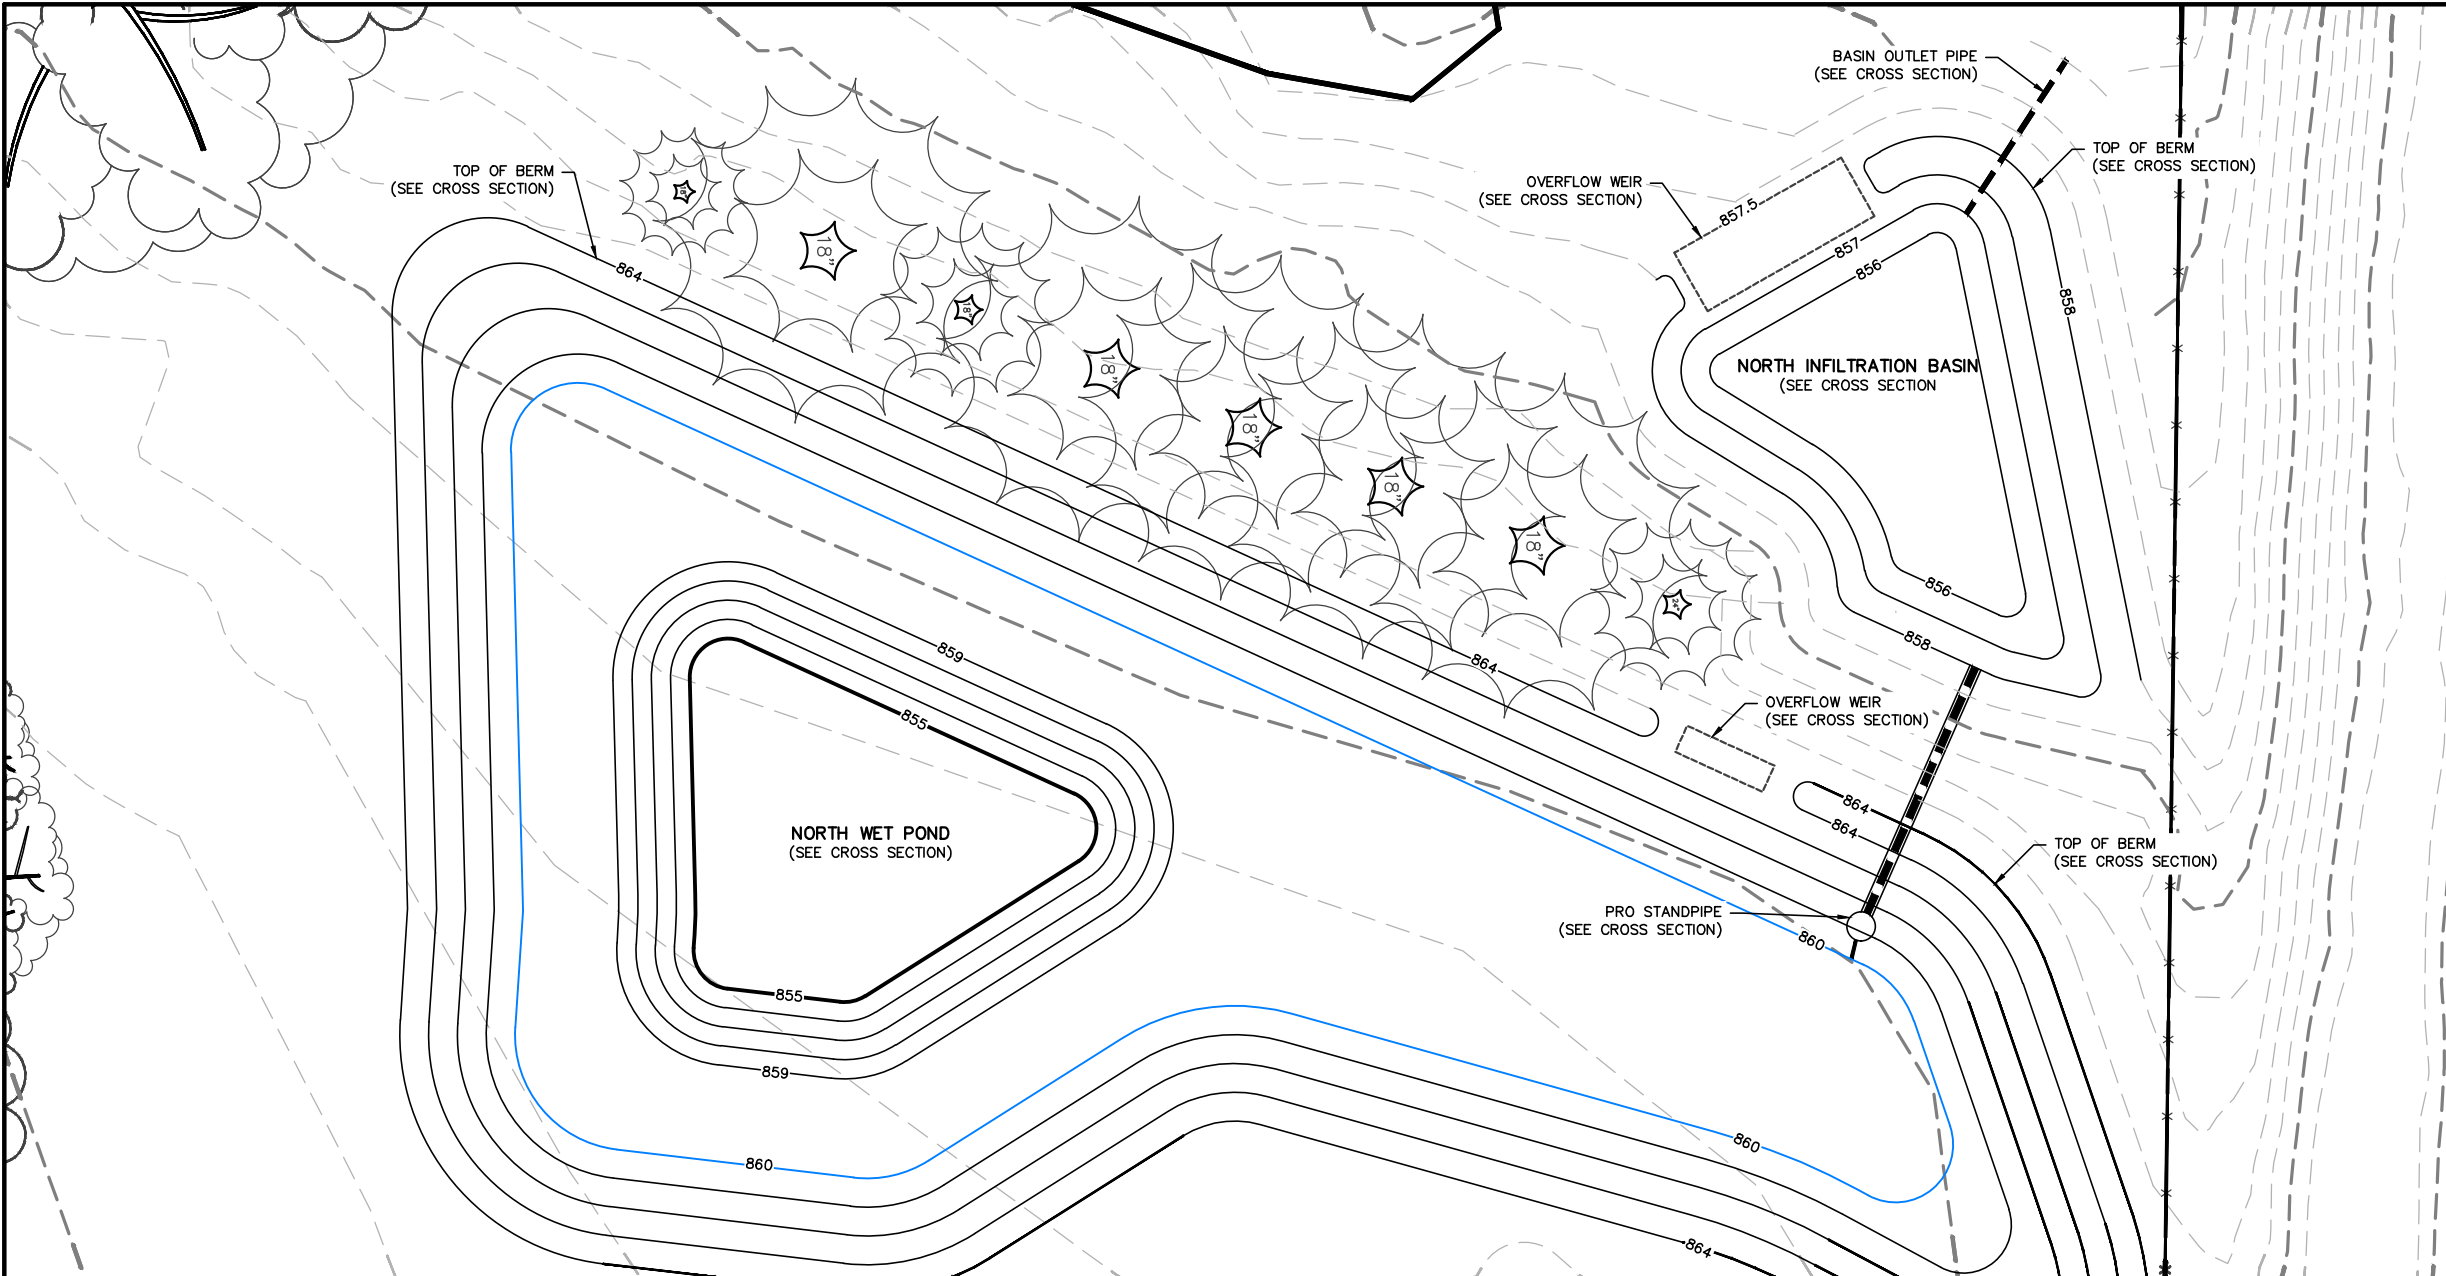 BASIN OUTLET PIPE
(SEE CROSS SECTION)
TOP OF BERM
(SEE CROSS SECTION)
TOP OF BERM
(SEE CROSS SECTION)
OVERFLOW WEIR
(SEE CROSS SECTION)
857.5
18"
18"
857
856
864
858
18"
18"
NORTH INFILTRATION BASIN
(SEE CROSS SECTION
18"
18"
18"
856
24"
858
859
864
OVERFLOW WEIR
(SEE CROSS SECTION)
855
864
864
NORTH WET POND
(SEE CROSS SECTION)
TOP OF BERM
(SEE CROSS SECTION)
PRO STANDPIPE
(SEE CROSS SECTION)
860
855
859
860
860
864